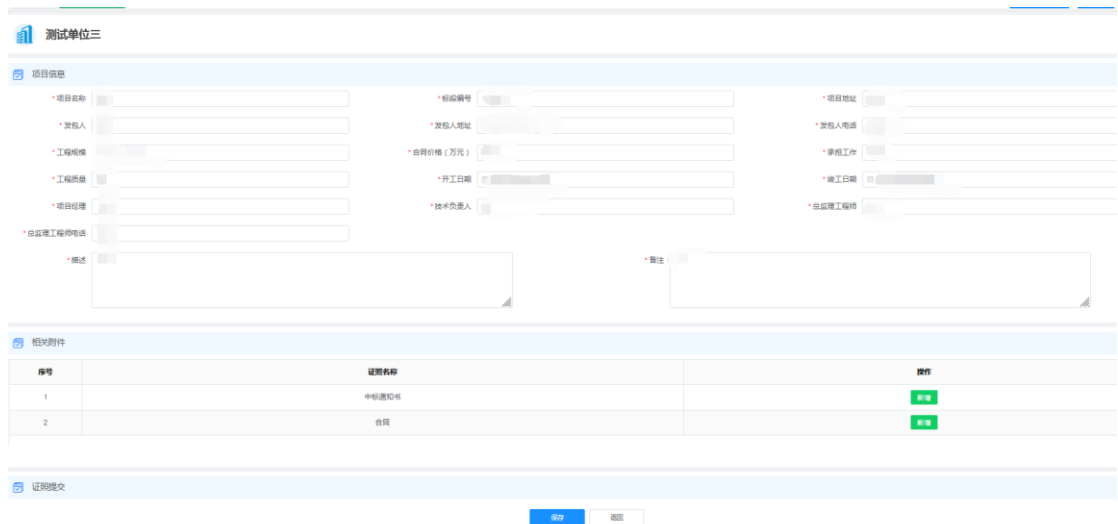 测试单位三
项目信息
*项目名称 *标段编号 *项目地址
*发包人 *发包人地址 *发包人电话
*工程规模 *合同价格（万元） *承担工作
*工程质量 *开工日期 *竣工日期
*项目经理 *技术负责人 *总监理工程师
*总监理工程师电话
*描述 *备注
相关附件
序号 证照名称 操作
1 中标通知书 新增
2 合同 新增
证照提交
保存 返回